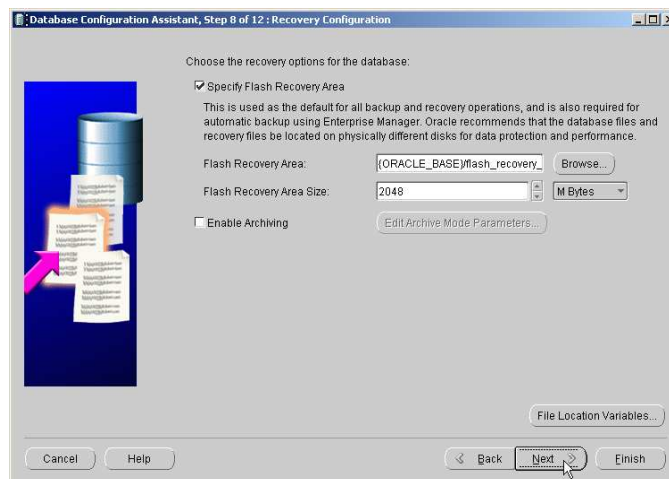 Database Configuration Assistant, Step 8 of 12 : Recovery Configuration
Choose the recovery options for the database:
Specify Flash Recovery Area
This is used as the default for all backup and recovery operations, and is also required for
automatic backup using Enterprise Manager. Oracle recommends that the database files and
recovery files be located on physically different disks for data protection and performance.
Flash Recovery Area: {ORACLE_BASE}/flash_recovery_ Browse...
Flash Recovery Area Size: 2048 M Bytes
Enable Archiving Edit Archive Mode Parameters...
File Location Variables...
Cancel Help Back Next Finish